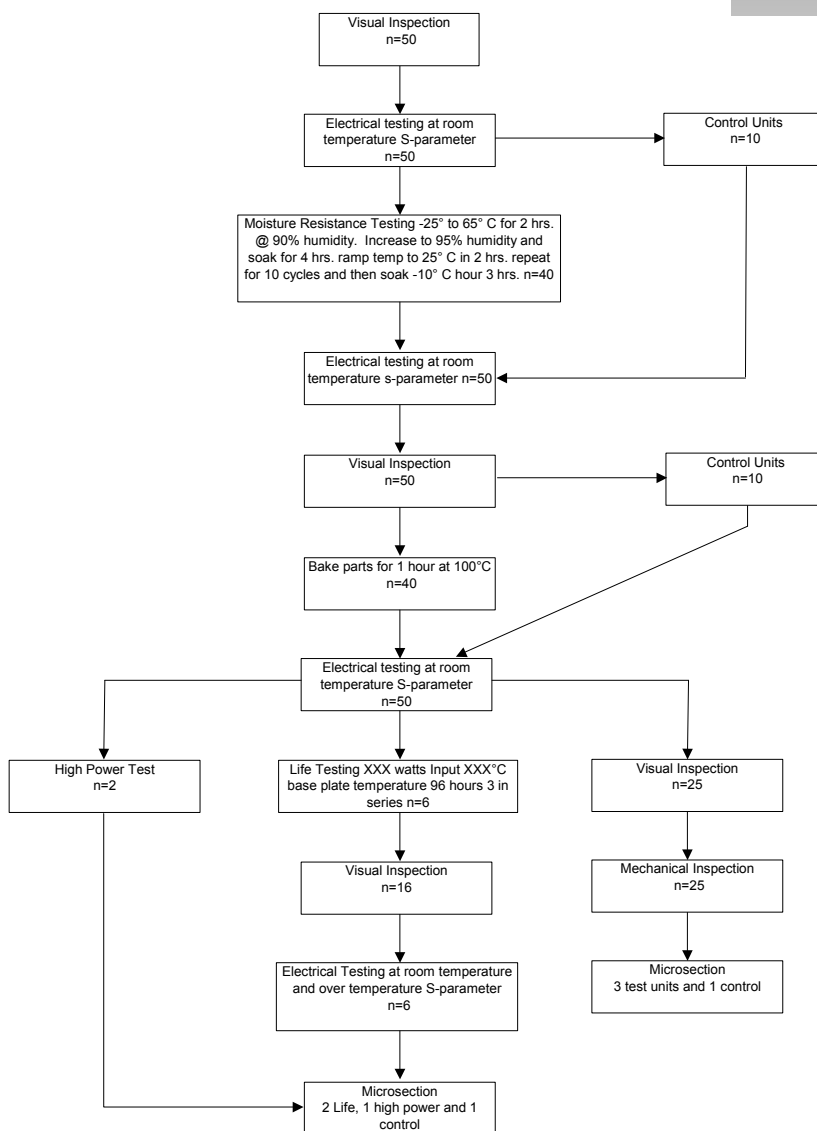 Visual Inspection
n=50
Electrical testing at room
temperature S-parameter
n=50
Control Units
n=10
Moisture Resistance Testing -25° to 65° C for 2 hrs.
@ 90% humidity.  Increase to 95% humidity and
soak for 4 hrs. ramp temp to 25° C in 2 hrs. repeat
for 10 cycles and then soak -10° C hour 3 hrs. n=40
Electrical testing at room
temperature s-parameter n=50
Visual Inspection
n=50
Control Units
n=10
Bake parts for 1 hour at 100°C
n=40
Electrical testing at room
temperature S-parameter
n=50
High Power Test
n=2
Life Testing XXX watts Input XXX°C
base plate temperature 96 hours 3 in
series n=6
Visual Inspection
n=25
Visual Inspection
n=16
Mechanical Inspection
n=25
Electrical Testing at room temperature
and over temperature S-parameter
n=6
Microsection
3 test units and 1 control
Microsection
2 Life, 1 high power and 1
control